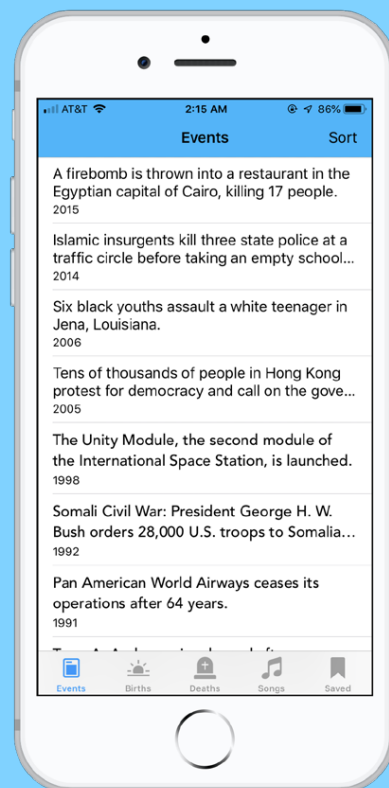 AT&T 2:15 AM 86%
Events Sort
A firebomb is thrown into a restaurant in the
Egyptian capital of Cairo, killing 17 people.
2015
Islamic insurgents kill three state police at a
traffic circle before taking an empty school...
2014
Six black youths assault a white teenager in
Jena, Louisiana.
2006
Tens of thousands of people in Hong Kong
protest for democracy and call on the gove...
2005
The Unity Module, the second module of
the International Space Station, is launched.
1998
Somali Civil War: President George H. W.
Bush orders 28,000 U.S. troops to Somalia...
1992
Pan American World Airways ceases its
operations after 64 years.
1991
Events Births Deaths Songs Saved